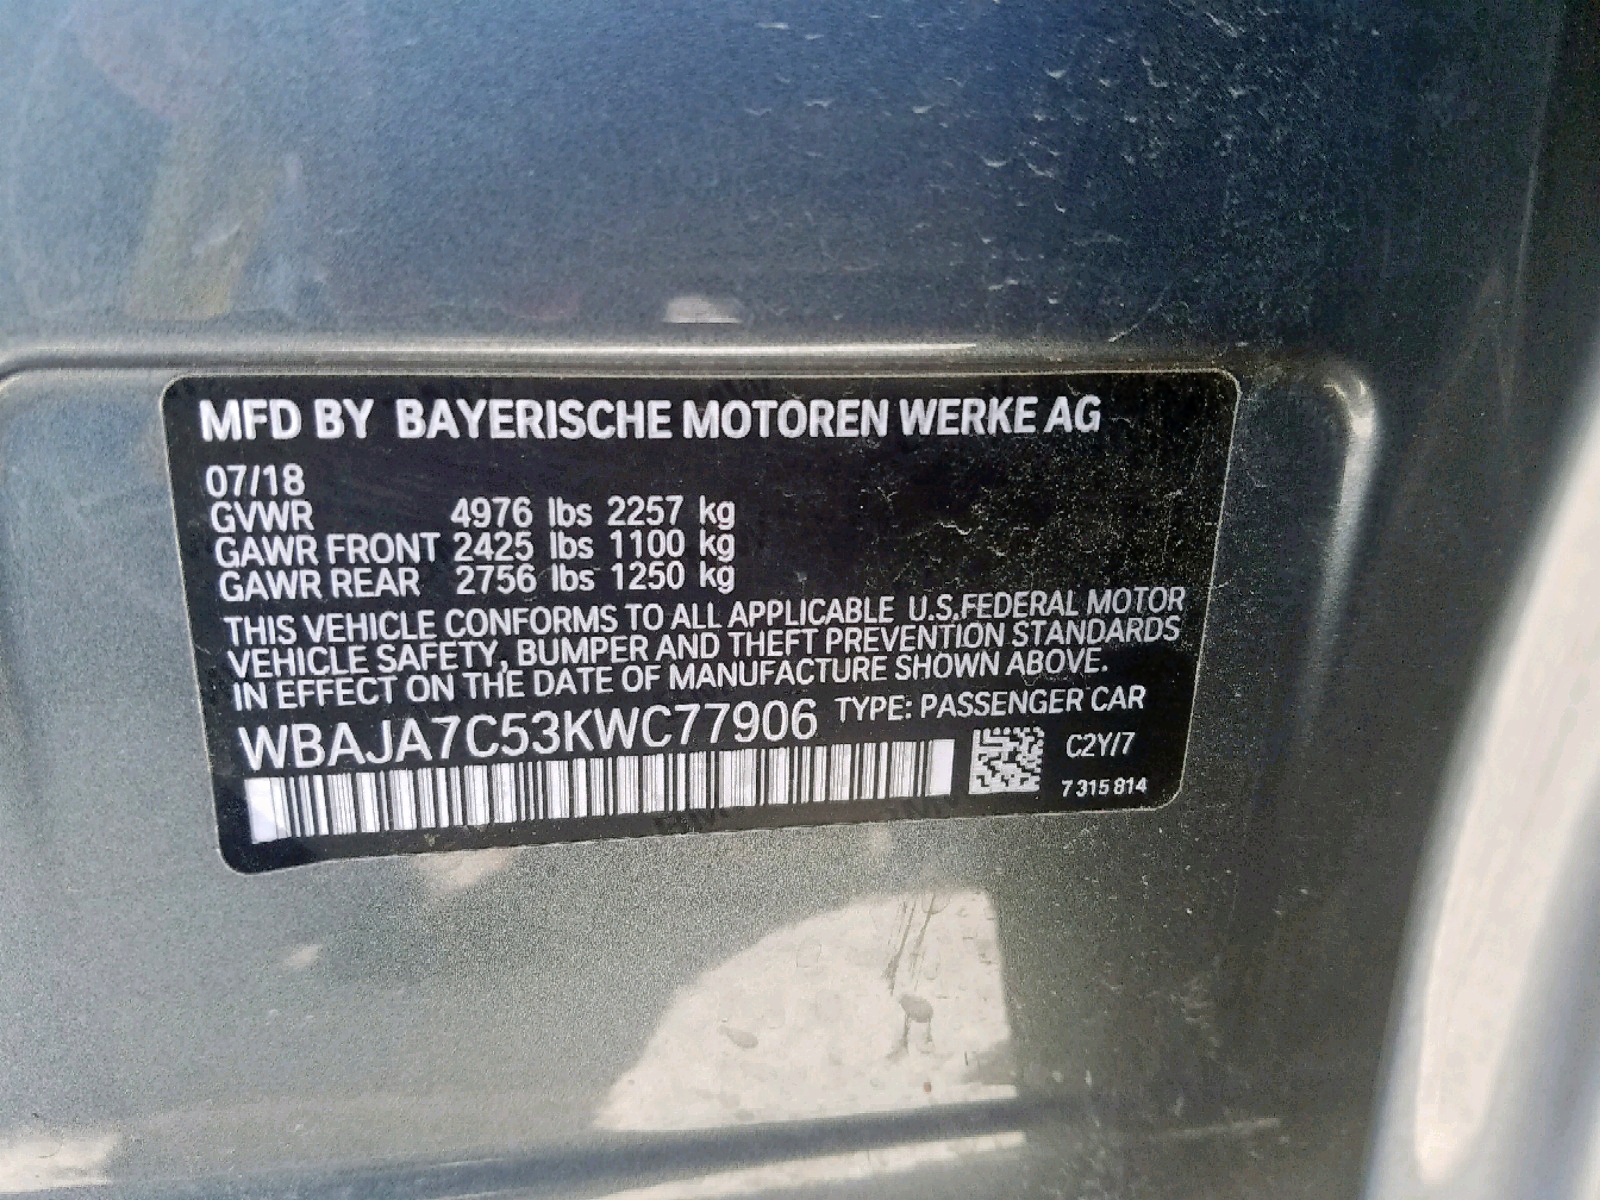 MFD BY BAYERISCHE MOTOREN WERKE AG
07/18
GVWR 4976 lbs 2257 kg
GAWR FRONT 2425 lbs 1100 kg
GAWR REAR 2756 lbs 1250 kg
THIS VEHICLE CONFORMS TO ALL APPLICABLE U.S.FEDERAL MOTOR
VEHICLE SAFETY, BUMPER AND THEFT PREVENTION STANDARDS
IN EFFECT ON THE DATE OF MANUFACTURE SHOWN ABOVE.
WBAJA7C53KWC77906 TYPE: PASSENGER CAR
C2Y/7
7 315 814